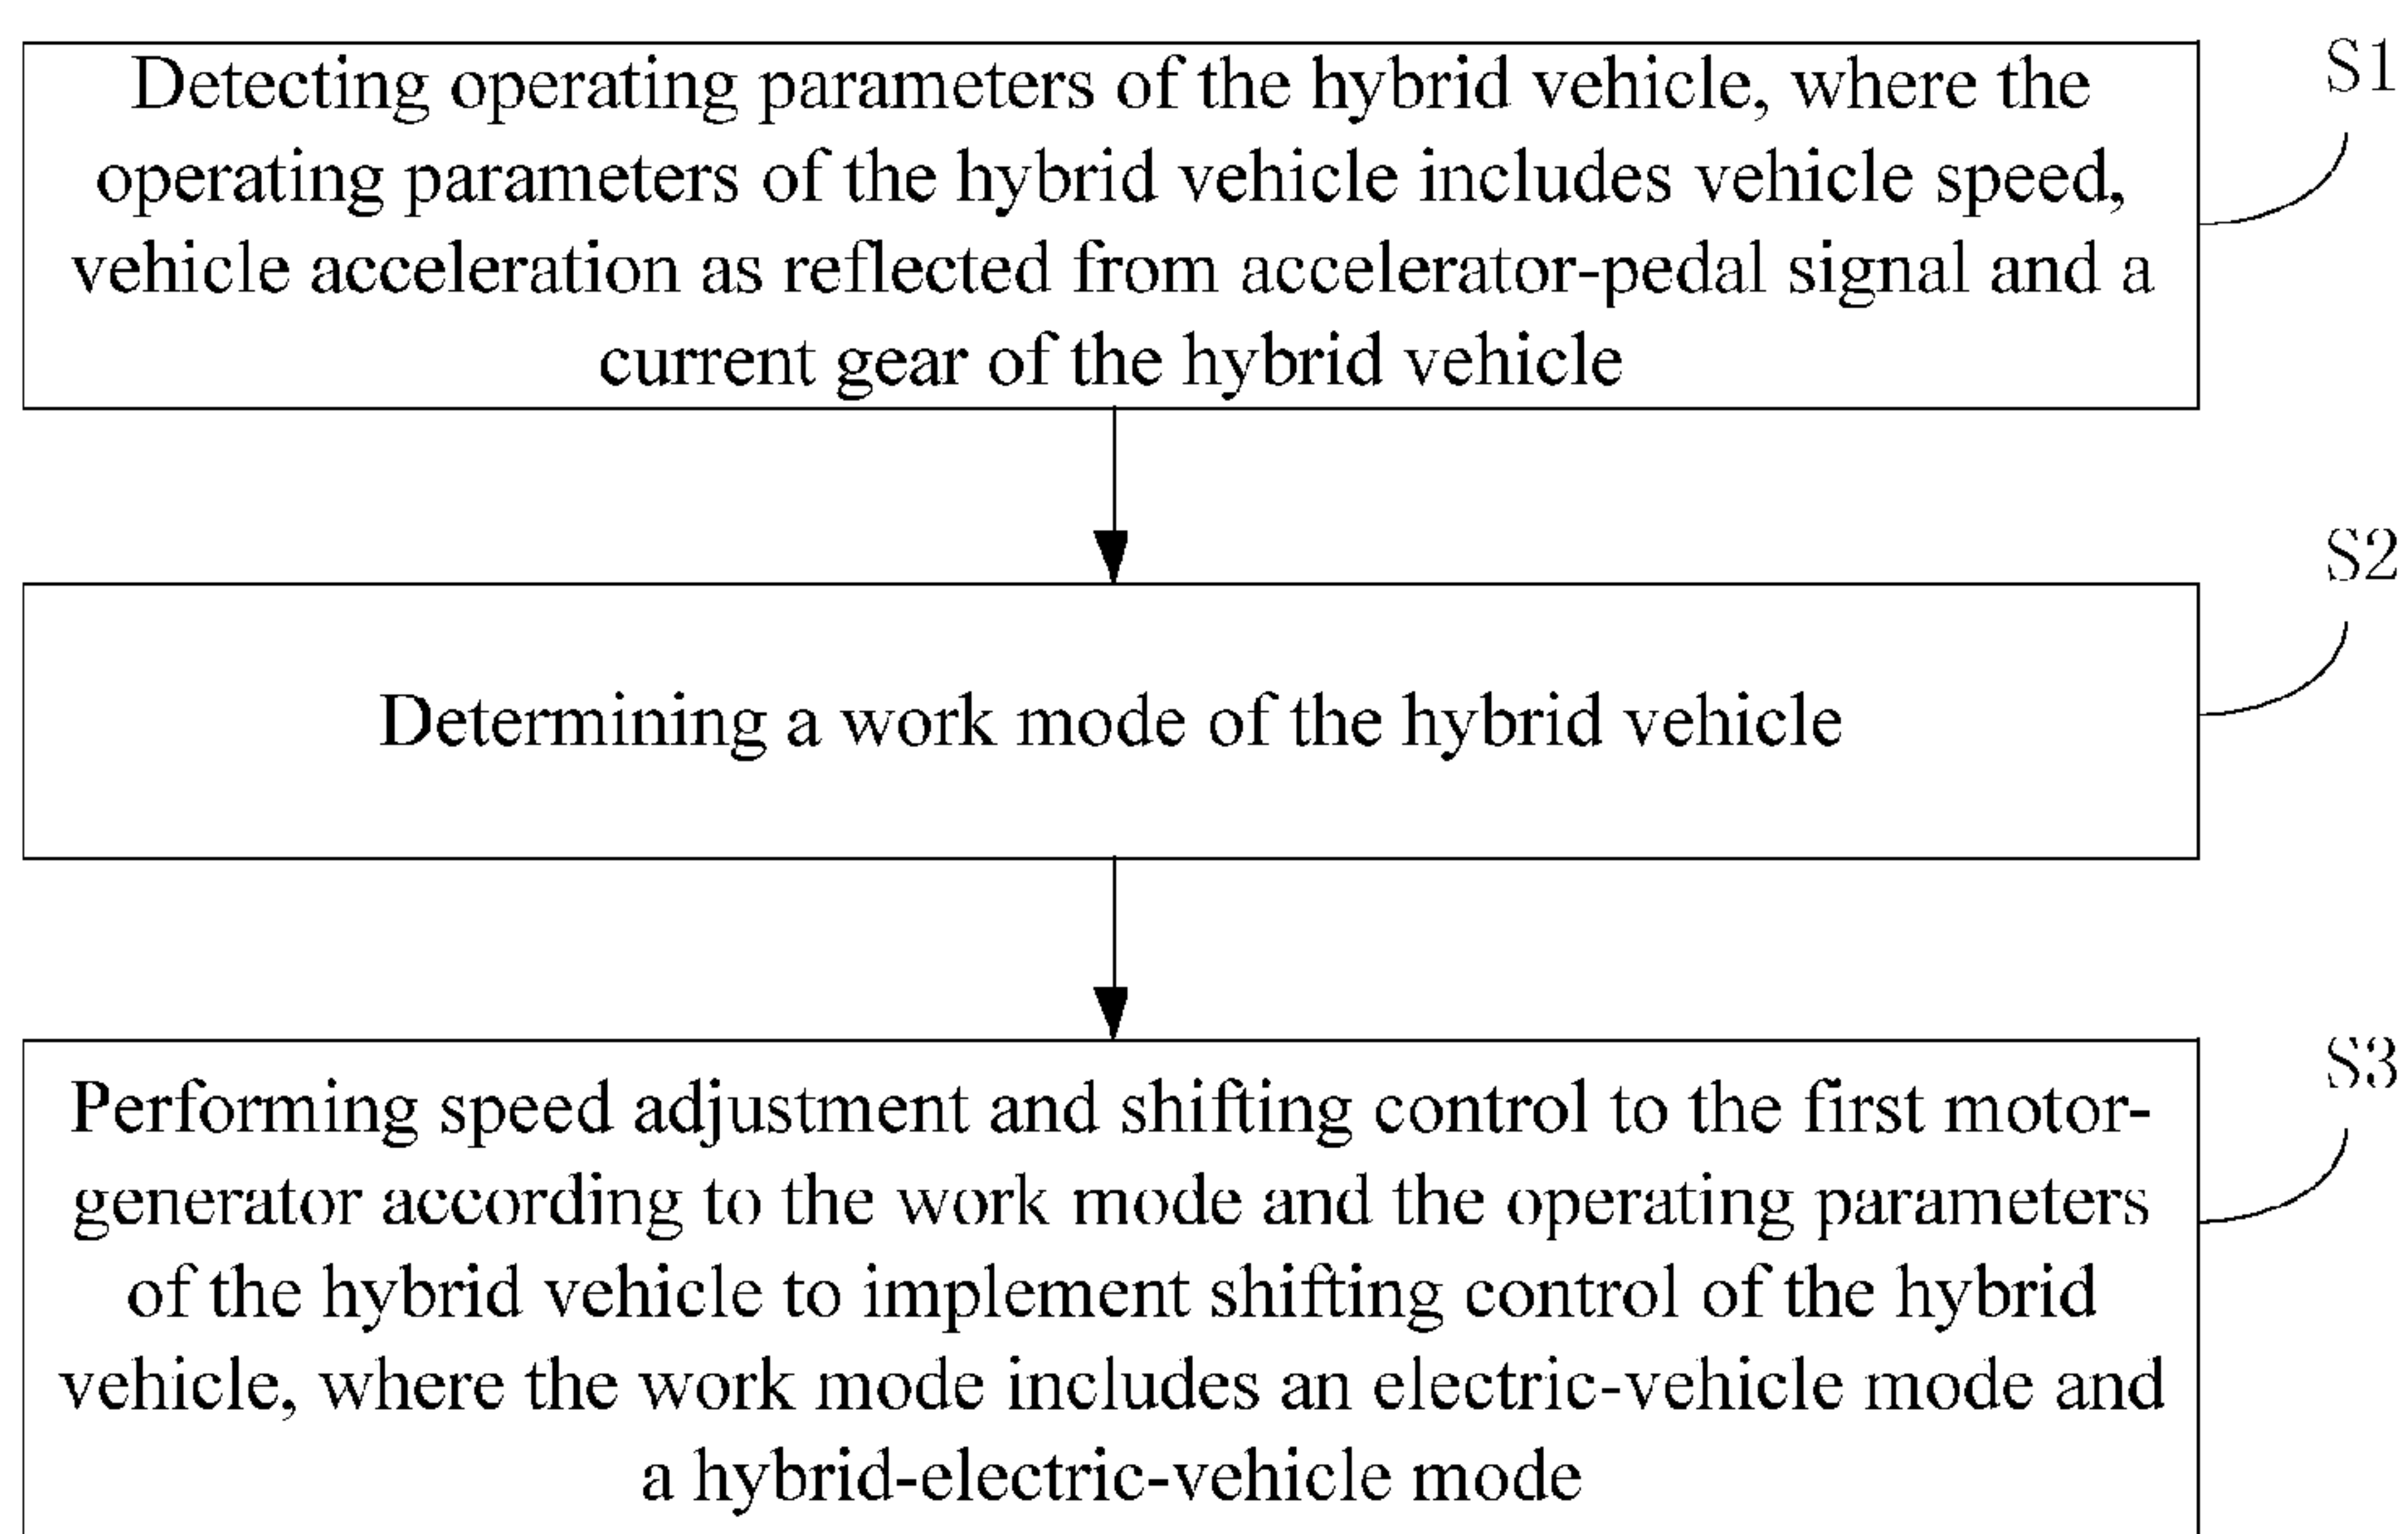 Detecting operating parameters of the hybrid vehicle, where the
operating parameters of the hybrid vehicle includes vehicle speed,
vehicle acceleration as reflected from accelerator-pedal signal and a
current gear of the hybrid vehicle
S1
Determining a work mode of the hybrid vehicle
S2
Performing speed adjustment and shifting control to the first motor-
generator according to the work mode and the operating parameters
of the hybrid vehicle to implement shifting control of the hybrid
vehicle, where the work mode includes an electric-vehicle mode and
a hybrid-electric-vehicle mode
S3